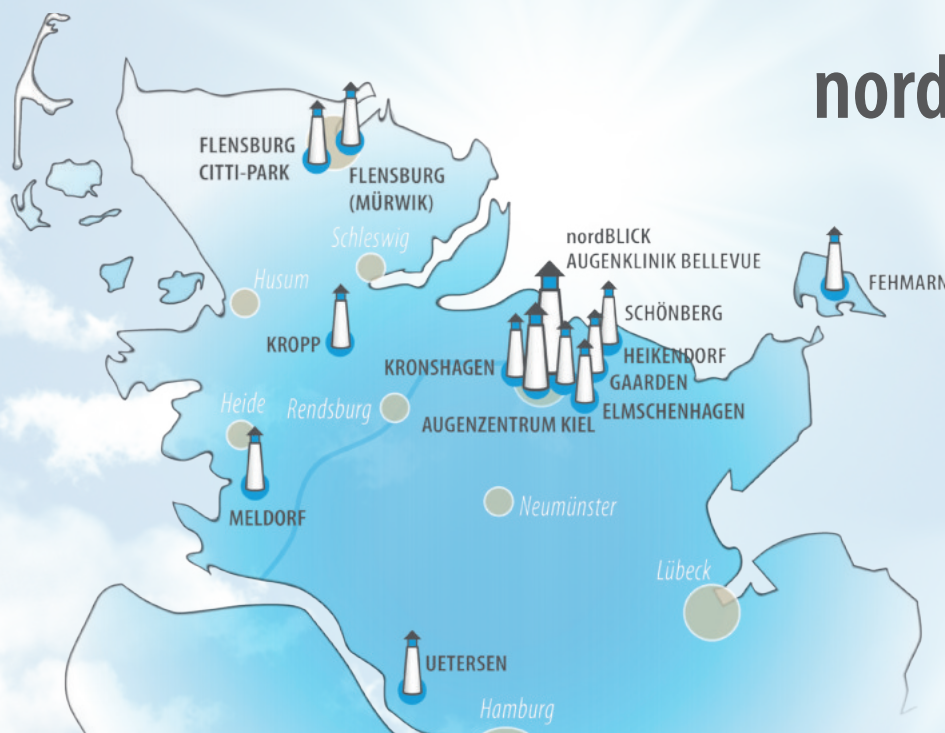 nord
FLENSBURG
CITTI-PARK
FLENSBURG
(MÜRWIK)
Schleswig
nordBLICK
AUGENKLINIK BELLEVUE
FEHMARN
Husum
SCHÖNBERG
KROPP
KRONSHAGEN
HEIKENDORF
GAARDEN
ELMSCHENHAGEN
Heide
Rendsburg
AUGENZENTRUM KIEL
Neumünster
MELDORF
Lübeck
UETERSEN
Hamburg